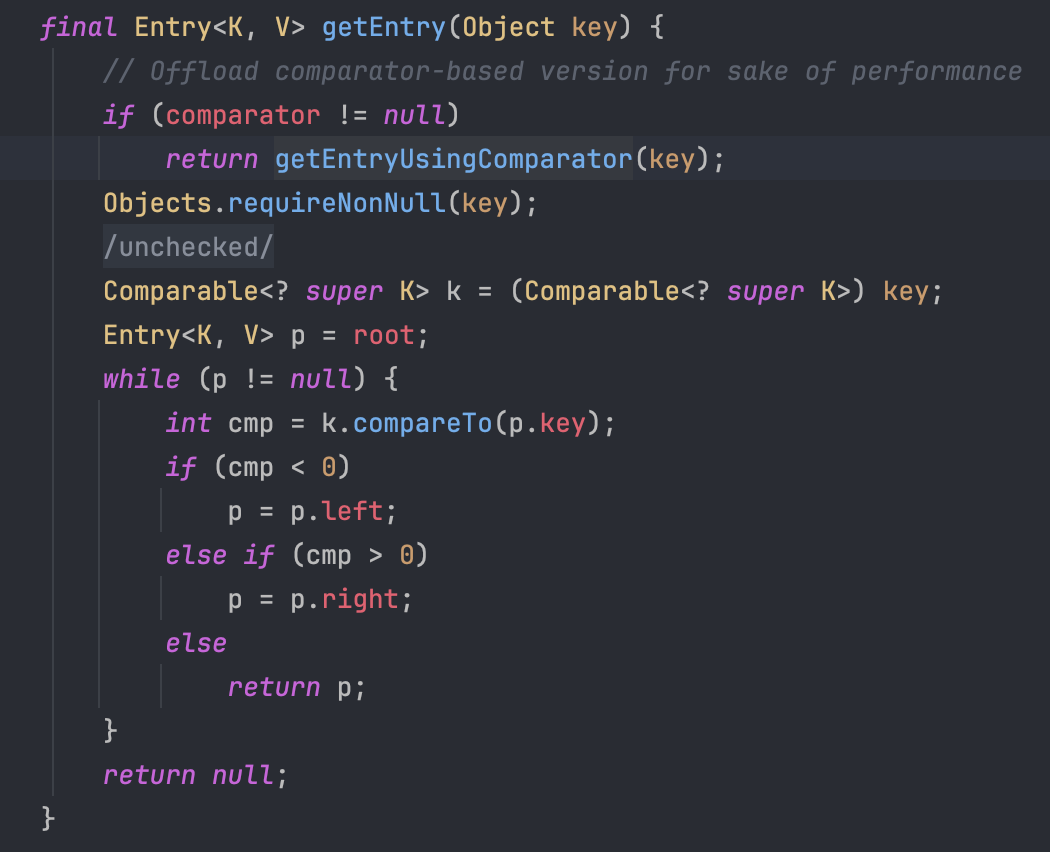 final Entry<K, V> getEntry(Object key) {
// Offload comparator-based version for sake of performance
if (comparator != null)
return getEntryUsingComparator(key);
Objects.requireNonNull(key);
/unchecked/
Comparable<? super K> k = (Comparable<? super K>) key;
Entry<K, V> p = root;
while (p != null) {
int cmp = k.compareTo(p.key);
if (cmp < 0)
p = p.left;
else if (cmp > 0)
p = p.right;
else
return p;
}
return null;
}